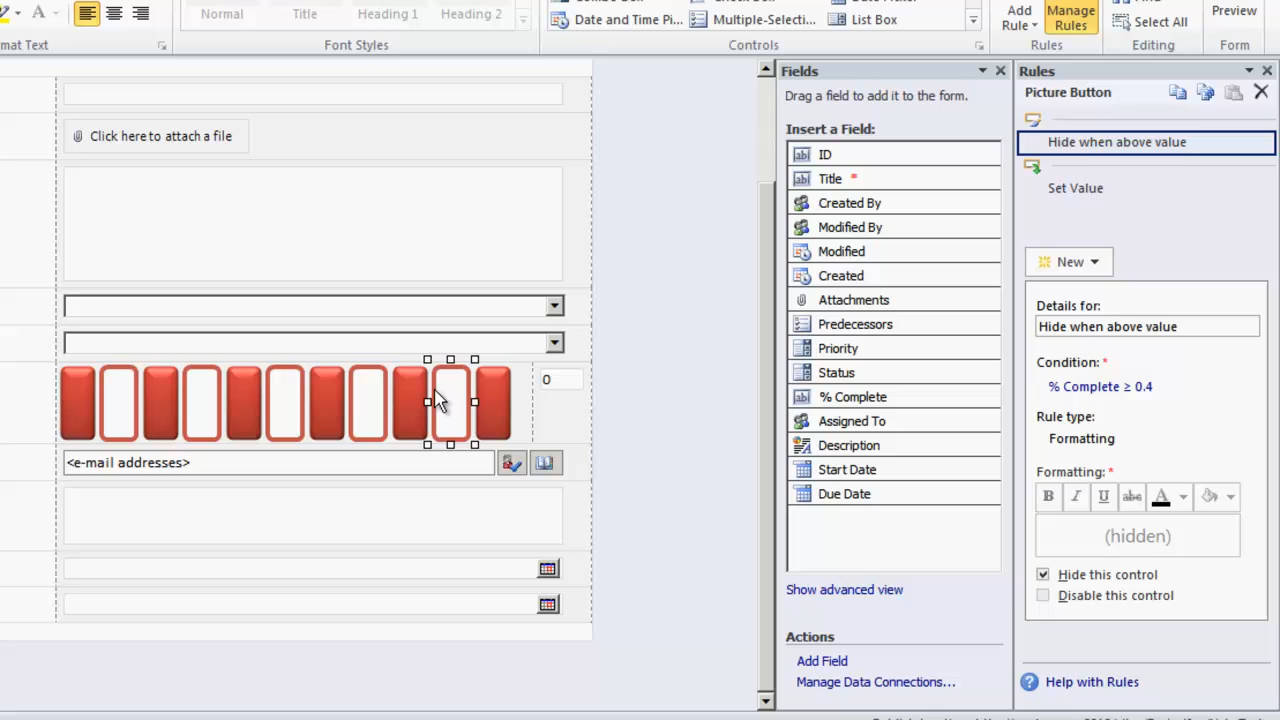 Normal
Title
Heading 1
Heading 2
mat Text
Font Styles
Date and Time Pi...
Multiple-Selecti...
List Box
Controls
Add
Rule
Manage
Rules
Rules
Select All
Editing
Preview
Form
Click here to attach a file
0
<e-mail addresses>
Fields
Drag a field to add it to the form.
Insert a Field:
ID
Title *
Created By
Modified By
Modified
Created
Attachments
Predecessors
Priority
Status
% Complete
Assigned To
Description
Start Date
Due Date
Show advanced view
Actions
Add Field
Manage Data Connections...
Rules
Picture Button
Hide when above value
Set Value
New
Details for:
Hide when above value
Condition: *
% Complete ≥ 0.4
Rule type:
Formatting
Formatting: *
B I U abc A
(hidden)
Hide this control
Disable this control
Help with Rules